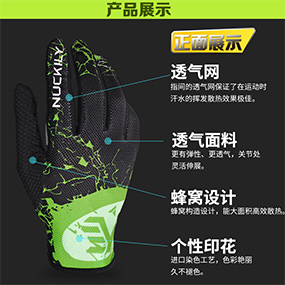 产品展示
正面展示
NUCKILY
透气网
指间的透气网保证了在运动时
汗水的挥发散热效果极佳。
透气面料
更有弹性、更透气，关节处
灵活伸展。
蜂窝设计
蜂窝构造设计，能大面积高效散热。
个性印花
进口染色工艺，色彩艳丽
久不褪色。